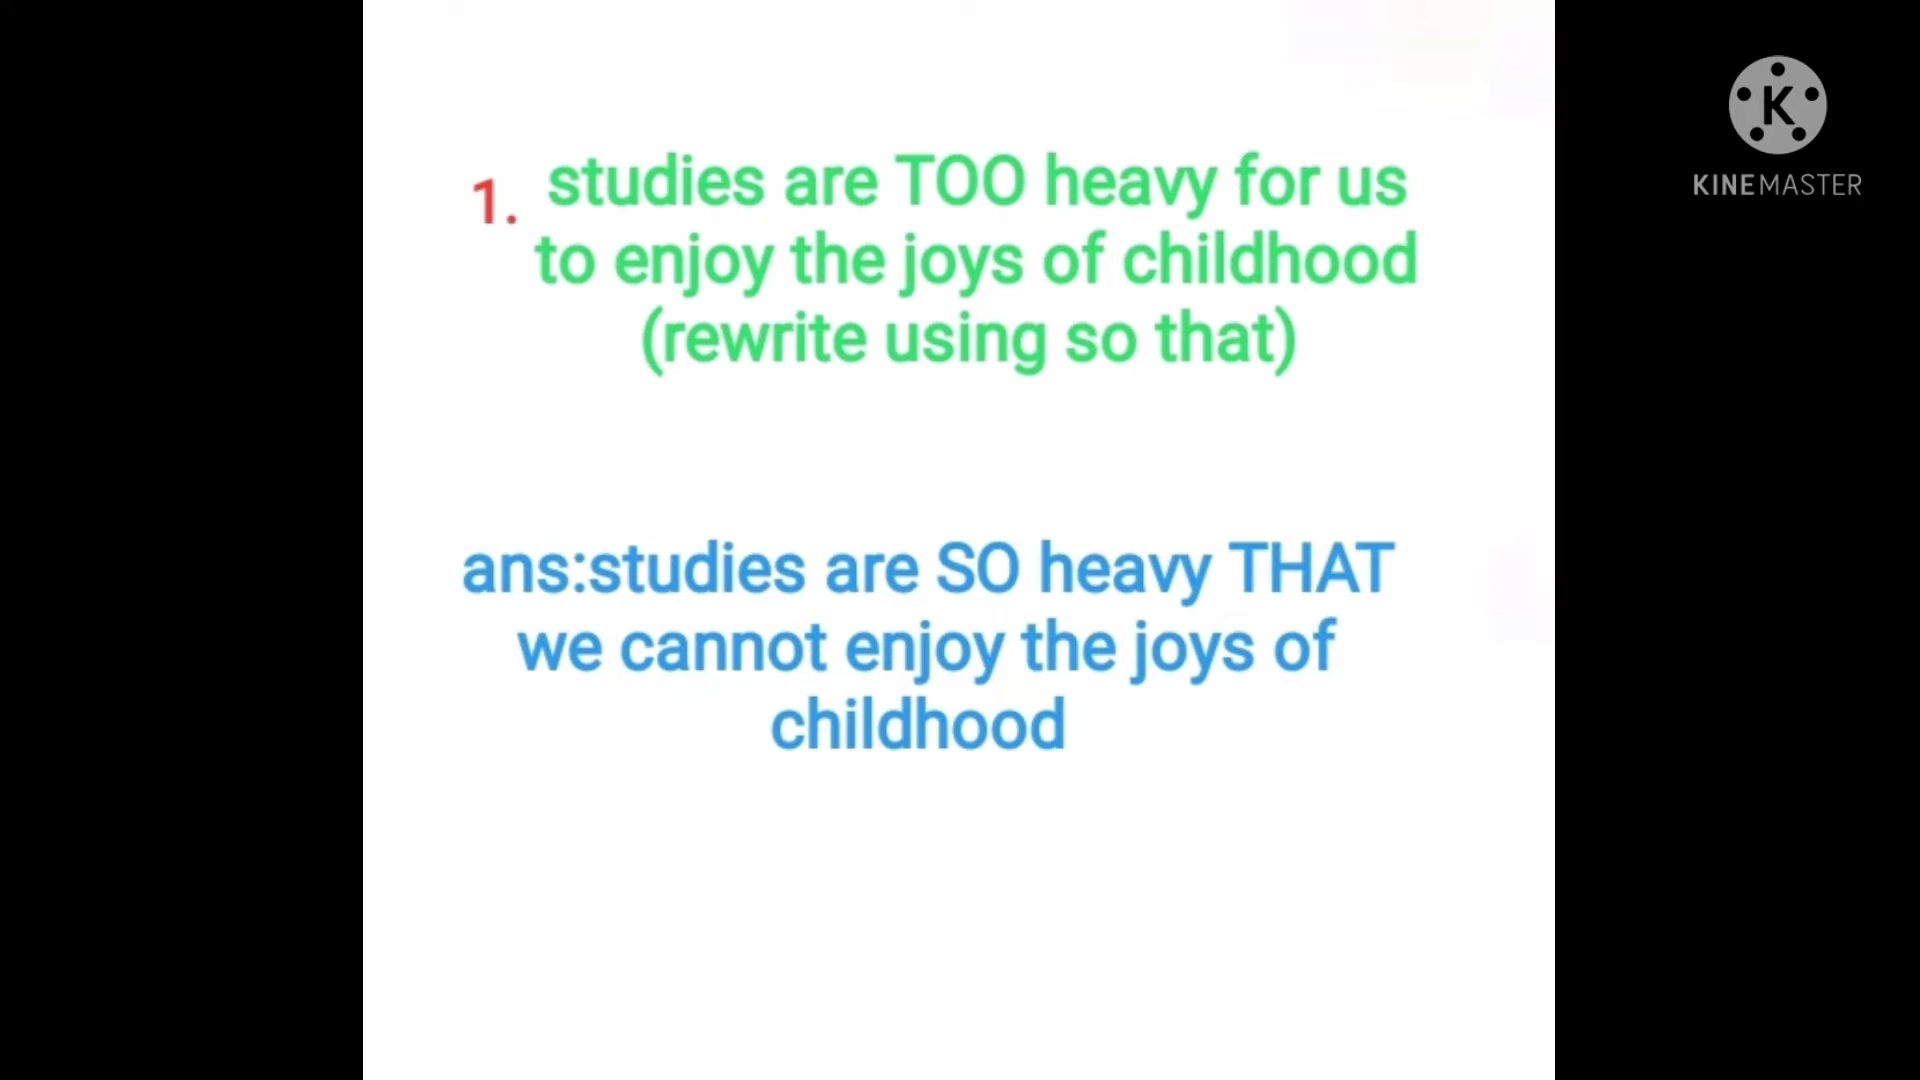 1. studies are TOO heavy for us
to enjoy the joys of childhood
(rewrite using so that)
ans:studies are SO heavy THAT
we cannot enjoy the joys of
childhood
K
KINEMASTER